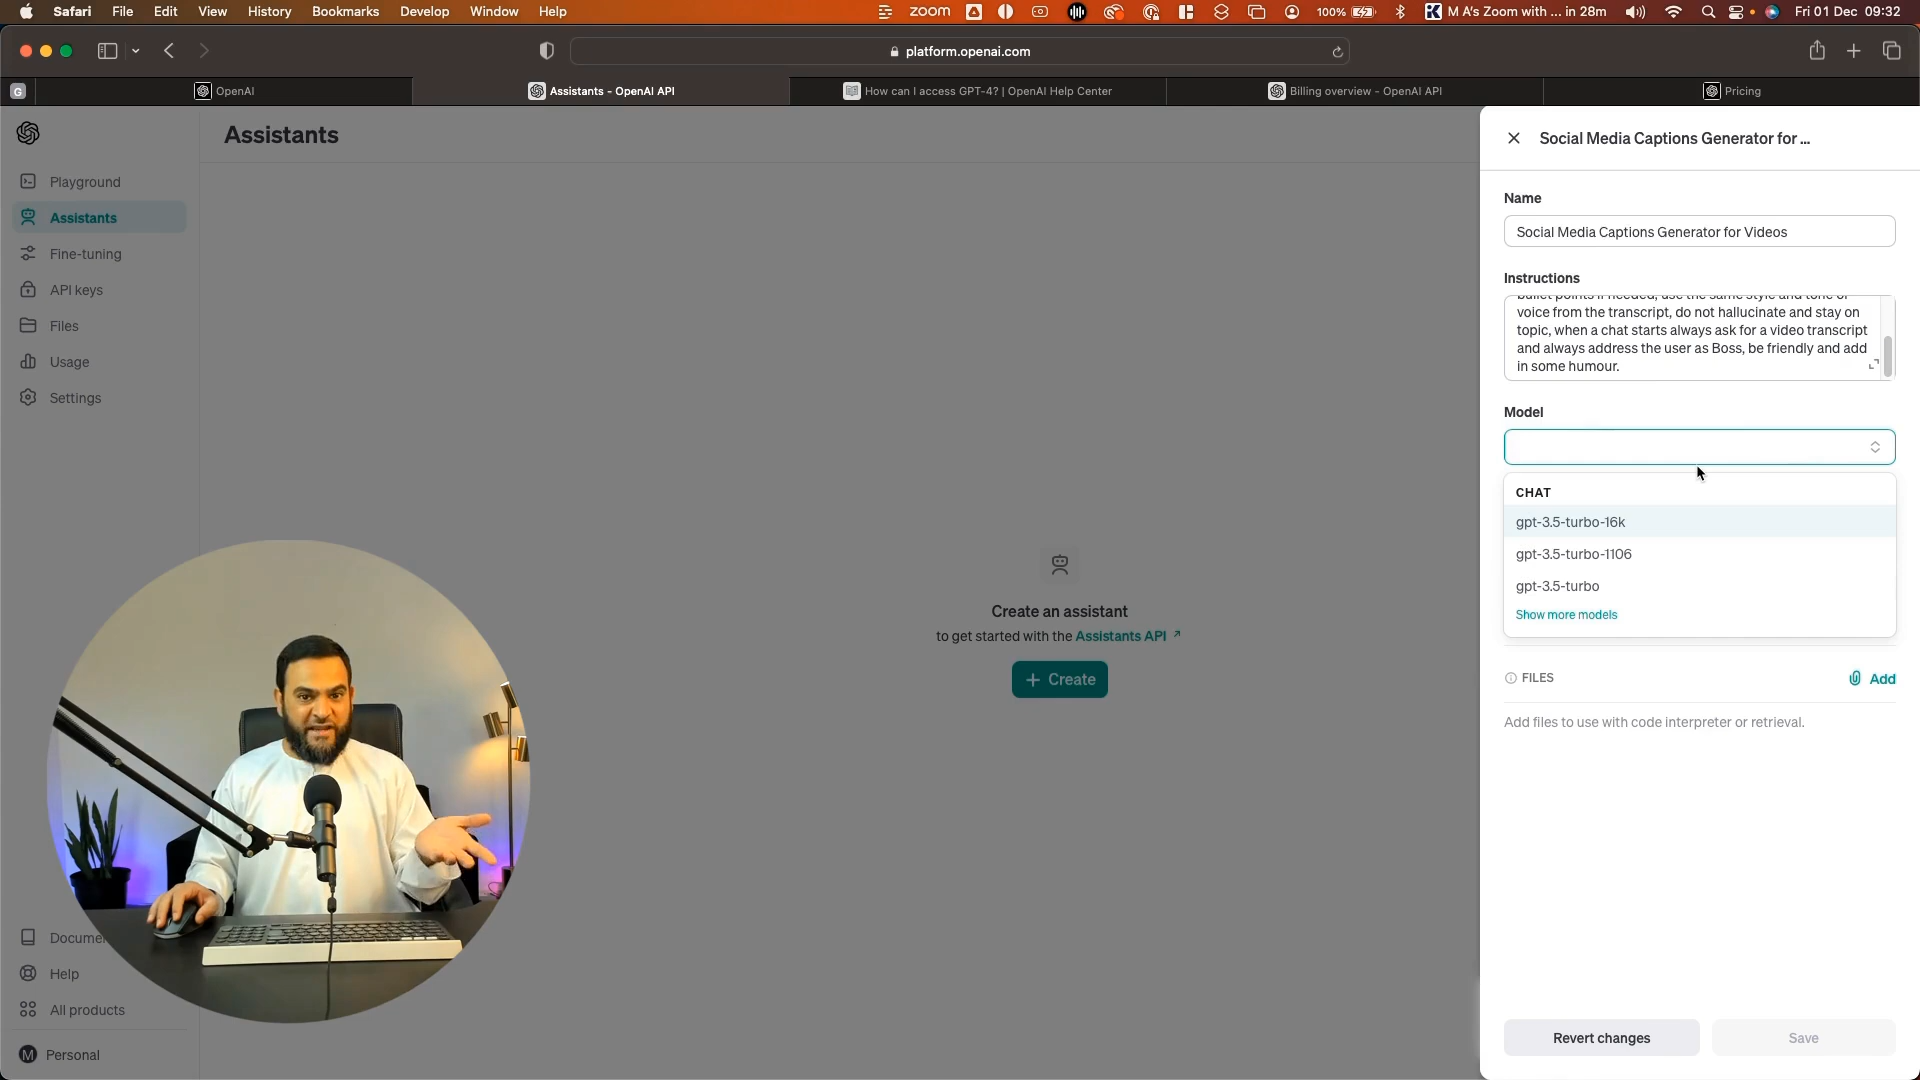 Safari File Edit View History Bookmarks Develop Window Help
zoom 100% M A's Zoom with ... in 28m Fri 01 Dec 09:32
platform.openai.com
G OpenAI Assistants - OpenAI API How can I access GPT-4? | OpenAI Help Center Billing overview - OpenAI API Pricing
Assistants
Playground
Assistants
Fine-tuning
API keys
Files
Usage
Settings
Create an assistant
to get started with the Assistants API ↗
+ Create
Docume
Help
All products
M Personal
Social Media Captions Generator for ...
Name
Social Media Captions Generator for Videos
Instructions
bullet points if needed, use the same style and tone of
voice from the transcript, do not hallucinate and stay on
topic, when a chat starts always ask for a video transcript
and always address the user as Boss, be friendly and add
in some humour.
Model
CHAT
gpt-3.5-turbo-16k
gpt-3.5-turbo-1106
gpt-3.5-turbo
Show more models
FILES
Add
Add files to use with code interpreter or retrieval.
Revert changes
Save